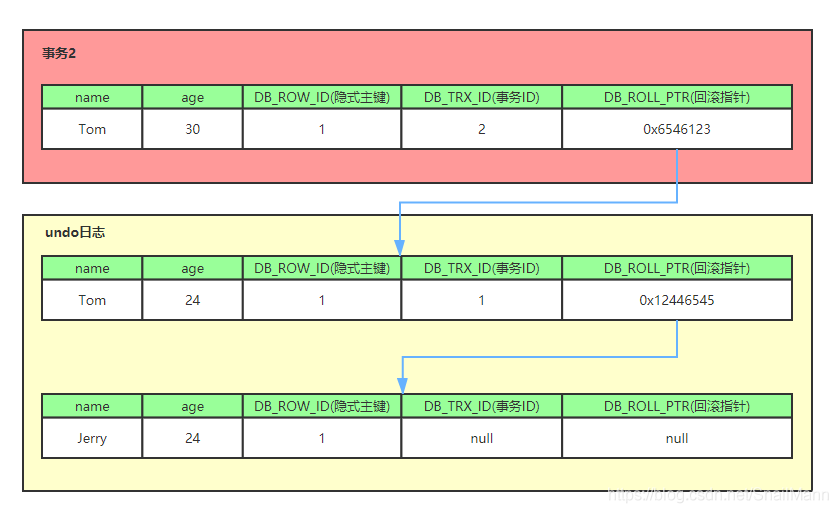 事务2
name age DB_ROW_ID(隐式主键) DB_TRX_ID(事务ID) DB_ROLL_PTR(回滚指针)
Tom 30 1 2 0x6546123
undo日志
name age DB_ROW_ID(隐式主键) DB_TRX_ID(事务ID) DB_ROLL_PTR(回滚指针)
Tom 24 1 1 0x12446545
name age DB_ROW_ID(隐式主键) DB_TRX_ID(事务ID) DB_ROLL_PTR(回滚指针)
Jerry 24 1 null null
https://blog.csdn.net/SnailMann